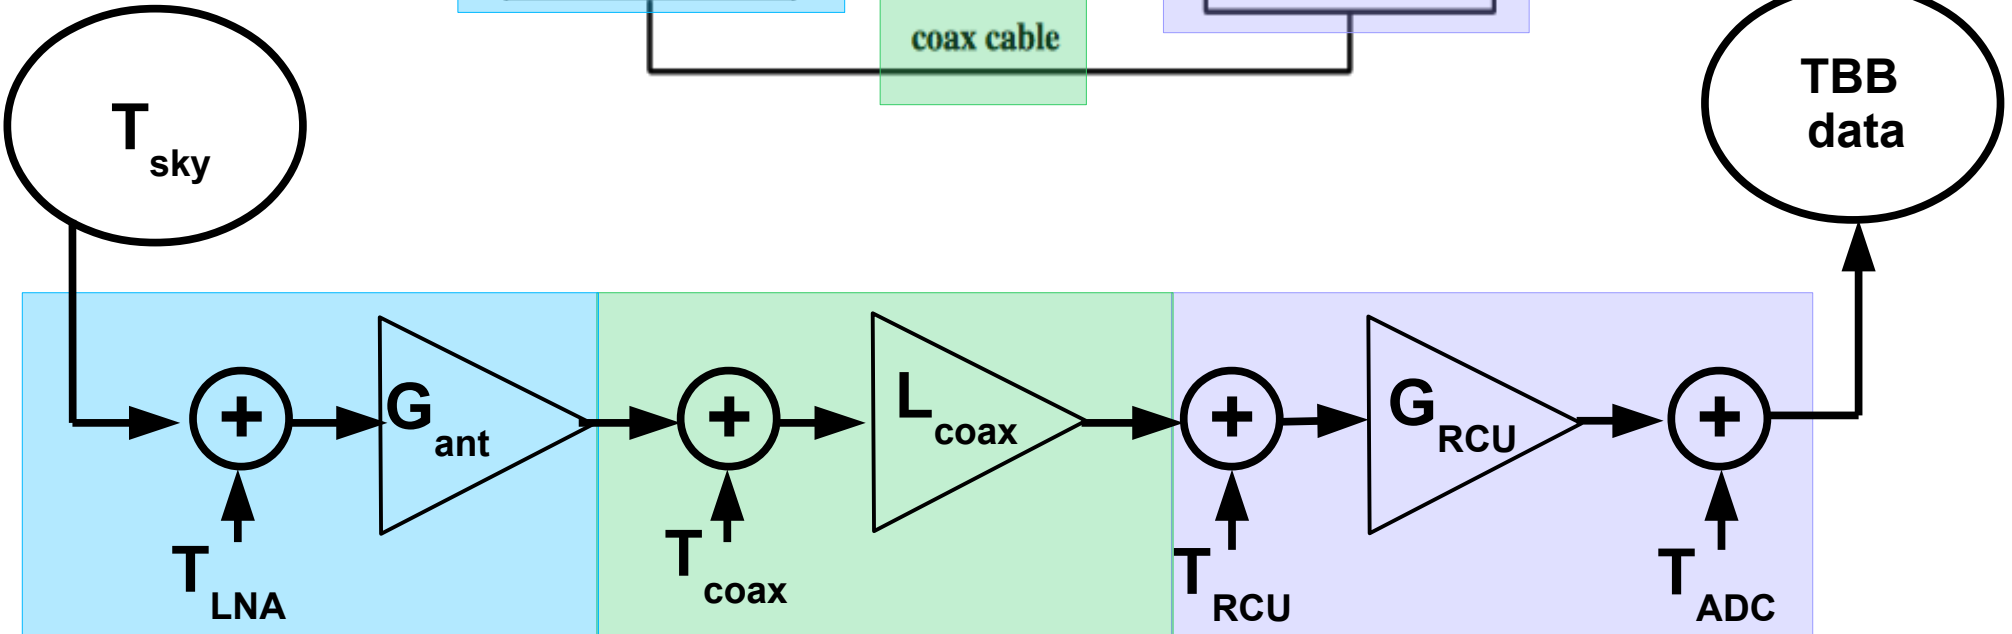 coax cable
T sky
TBB
data
+
G ant
+
L coax
+
G RCU
+
T LNA
T coax
T RCU
T ADC